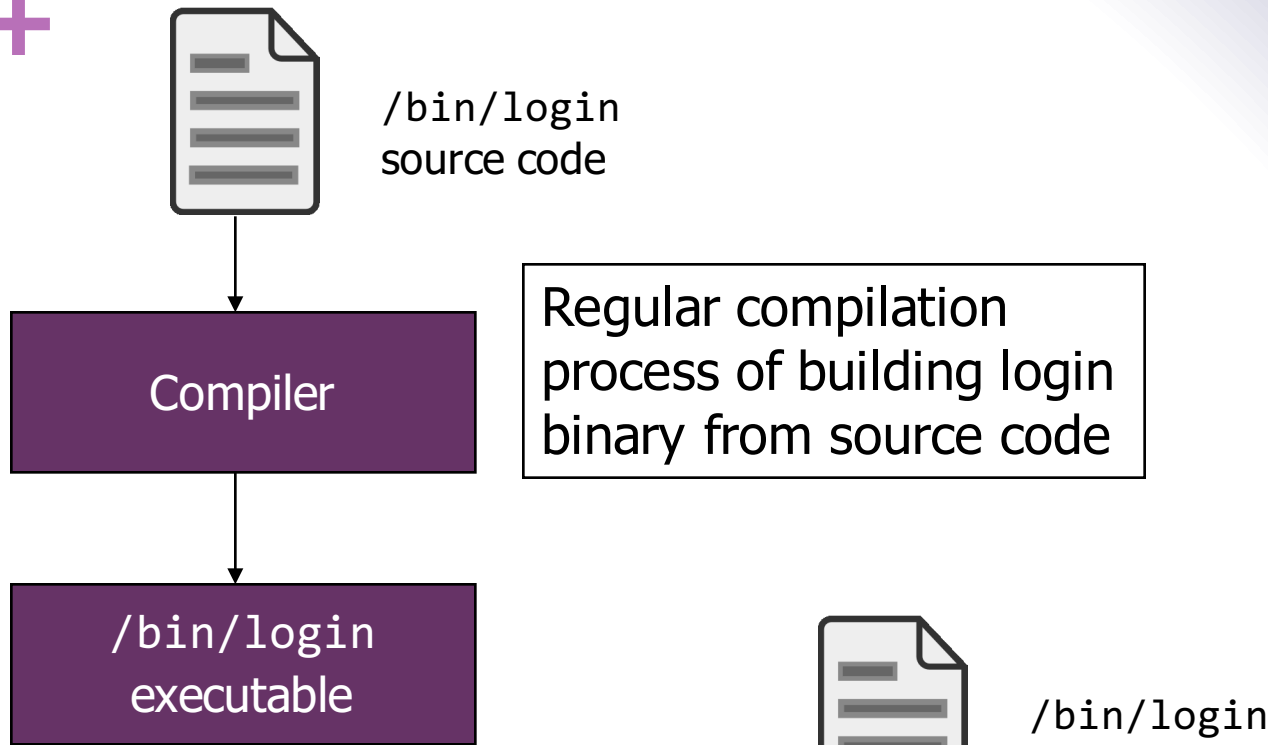 /bin/login
source code
Compiler
Regular compilation
process of building login
binary from source code
/bin/login
executable
/bin/login